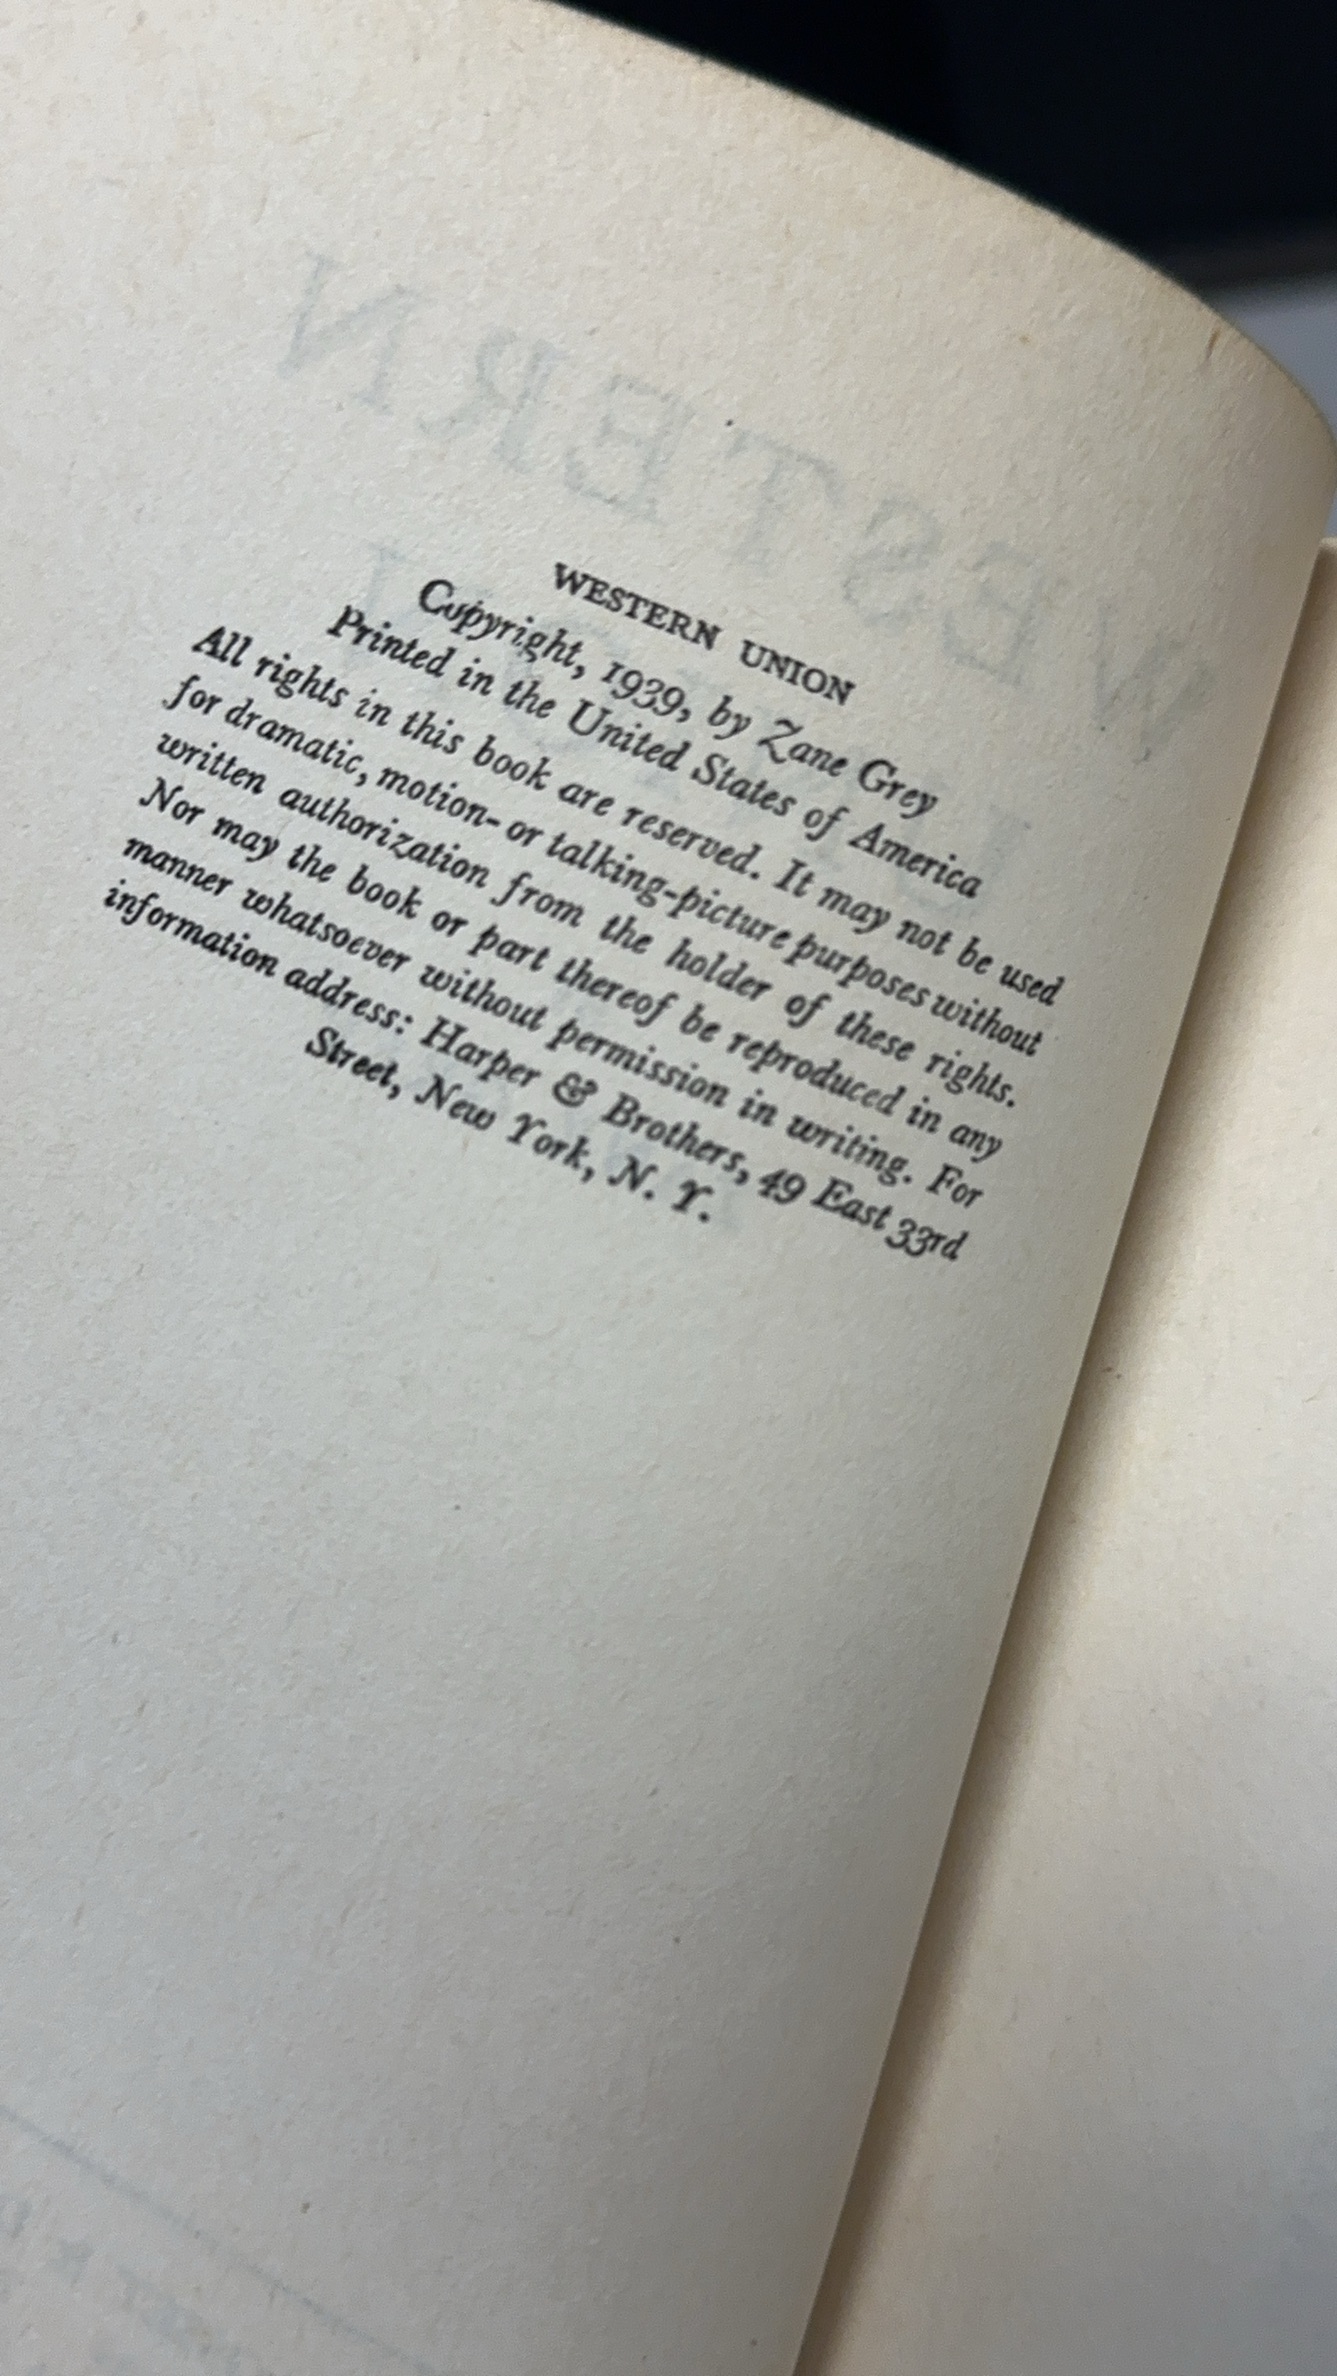 WESTERN UNION
Copyright, 1939, by Zane Grey
Printed in the United States of America
All rights in this book are reserved. It may not be used
for dramatic, motion- or talking-picture purposes without
written authorization from the holder of these rights.
Nor may the book or part thereof be reproduced in any
manner whatsoever without permission in writing. For
information address: Harper & Brothers, 49 East 33rd
Street, New York, N. Y.